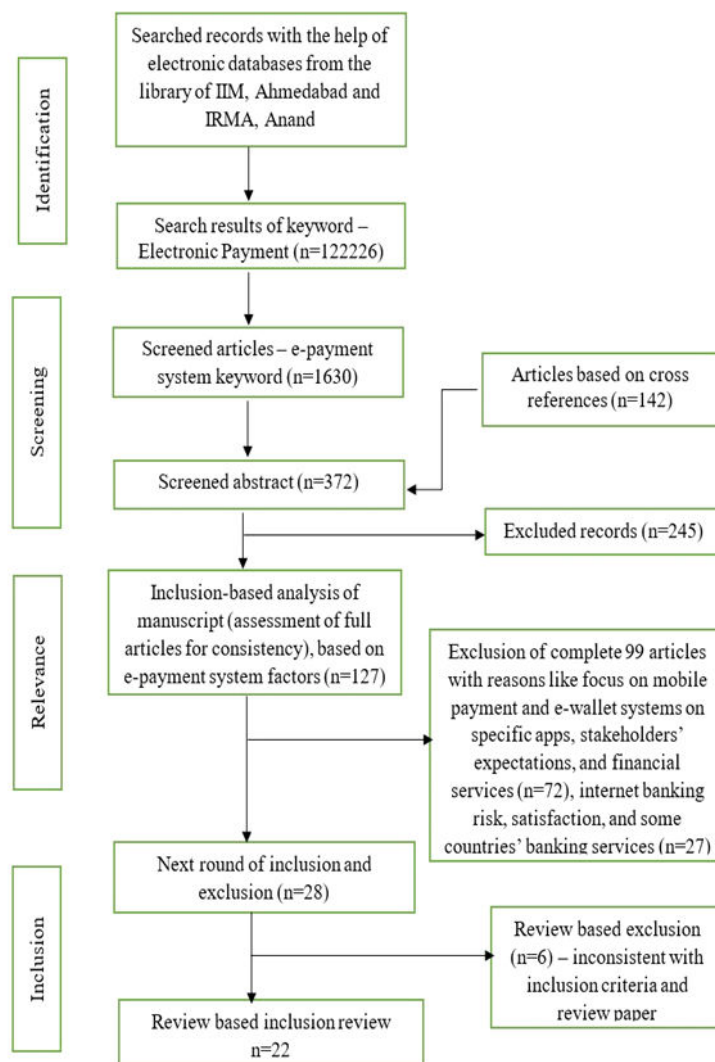 Identification
Searched records with the help of
electronic databases from the
library of IIM, Ahmedabad and
IRMA, Anand
Search results of keyword –
Electronic Payment (n=122226)
Screening
Screened articles – e-payment
system keyword (n=1630)
Articles based on cross
references (n=142)
Screened abstract (n=372)
Excluded records (n=245)
Relevance
Inclusion-based analysis of
manuscript (assessment of full
articles for consistency), based on
e-payment system factors (n=127)
Exclusion of complete 99 articles
with reasons like focus on mobile
payment and e-wallet systems on
specific apps, stakeholders’
expectations, and financial
services (n=72), internet banking
risk, satisfaction, and some
countries’ banking services (n=27)
Inclusion
Next round of inclusion and
exclusion (n=28)
Review based exclusion
(n=6) – inconsistent with
inclusion criteria and
review paper
Review based inclusion review
n=22